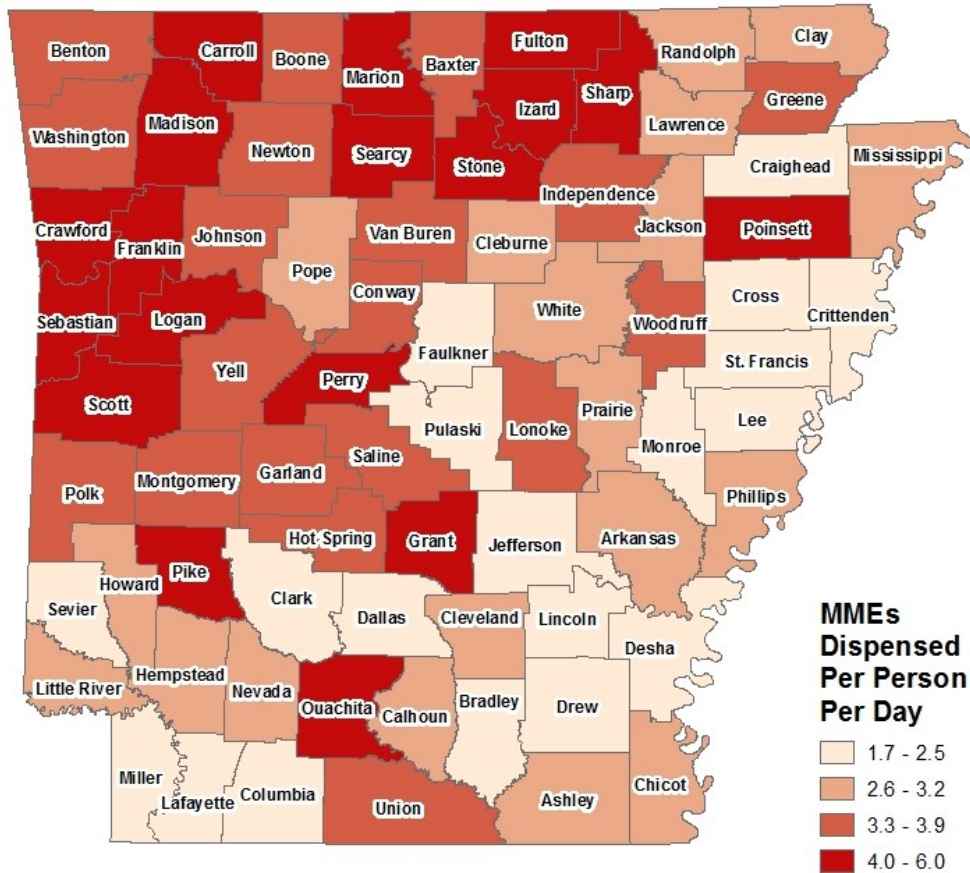 Benton
Carroll
Boone
Marion
Baxter
Fulton
Randolph
Clay
Izard
Sharp
Greene
Washington
Madison
Newton
Searcy
Stone
Lawrence
Craighead
Mississippi
Independence
Crawford
Franklin
Johnson
Pope
Van Buren
Cleburne
Jackson
Poinsett
Sebastian
Logan
Conway
White
Woodruff
Cross
Crittenden
Faulkner
St. Francis
Yell
Perry
Scott
Pulaski
Lonoke
Prairie
Monroe
Lee
Polk
Montgomery
Garland
Saline
Phillips
Hot Spring
Grant
Jefferson
Arkansas
Howard
Pike
Clark
Sevier
Dallas
Cleveland
Lincoln
Desha
Little River
Hempstead
Nevada
Ouachita
Calhoun
Bradley
Drew
Miller
Lafayette
Columbia
Union
Ashley
Chicot
MMEs
Dispensed
Per Person
Per Day
1.7 - 2.5
2.6 - 3.2
3.3 - 3.9
4.0 - 6.0